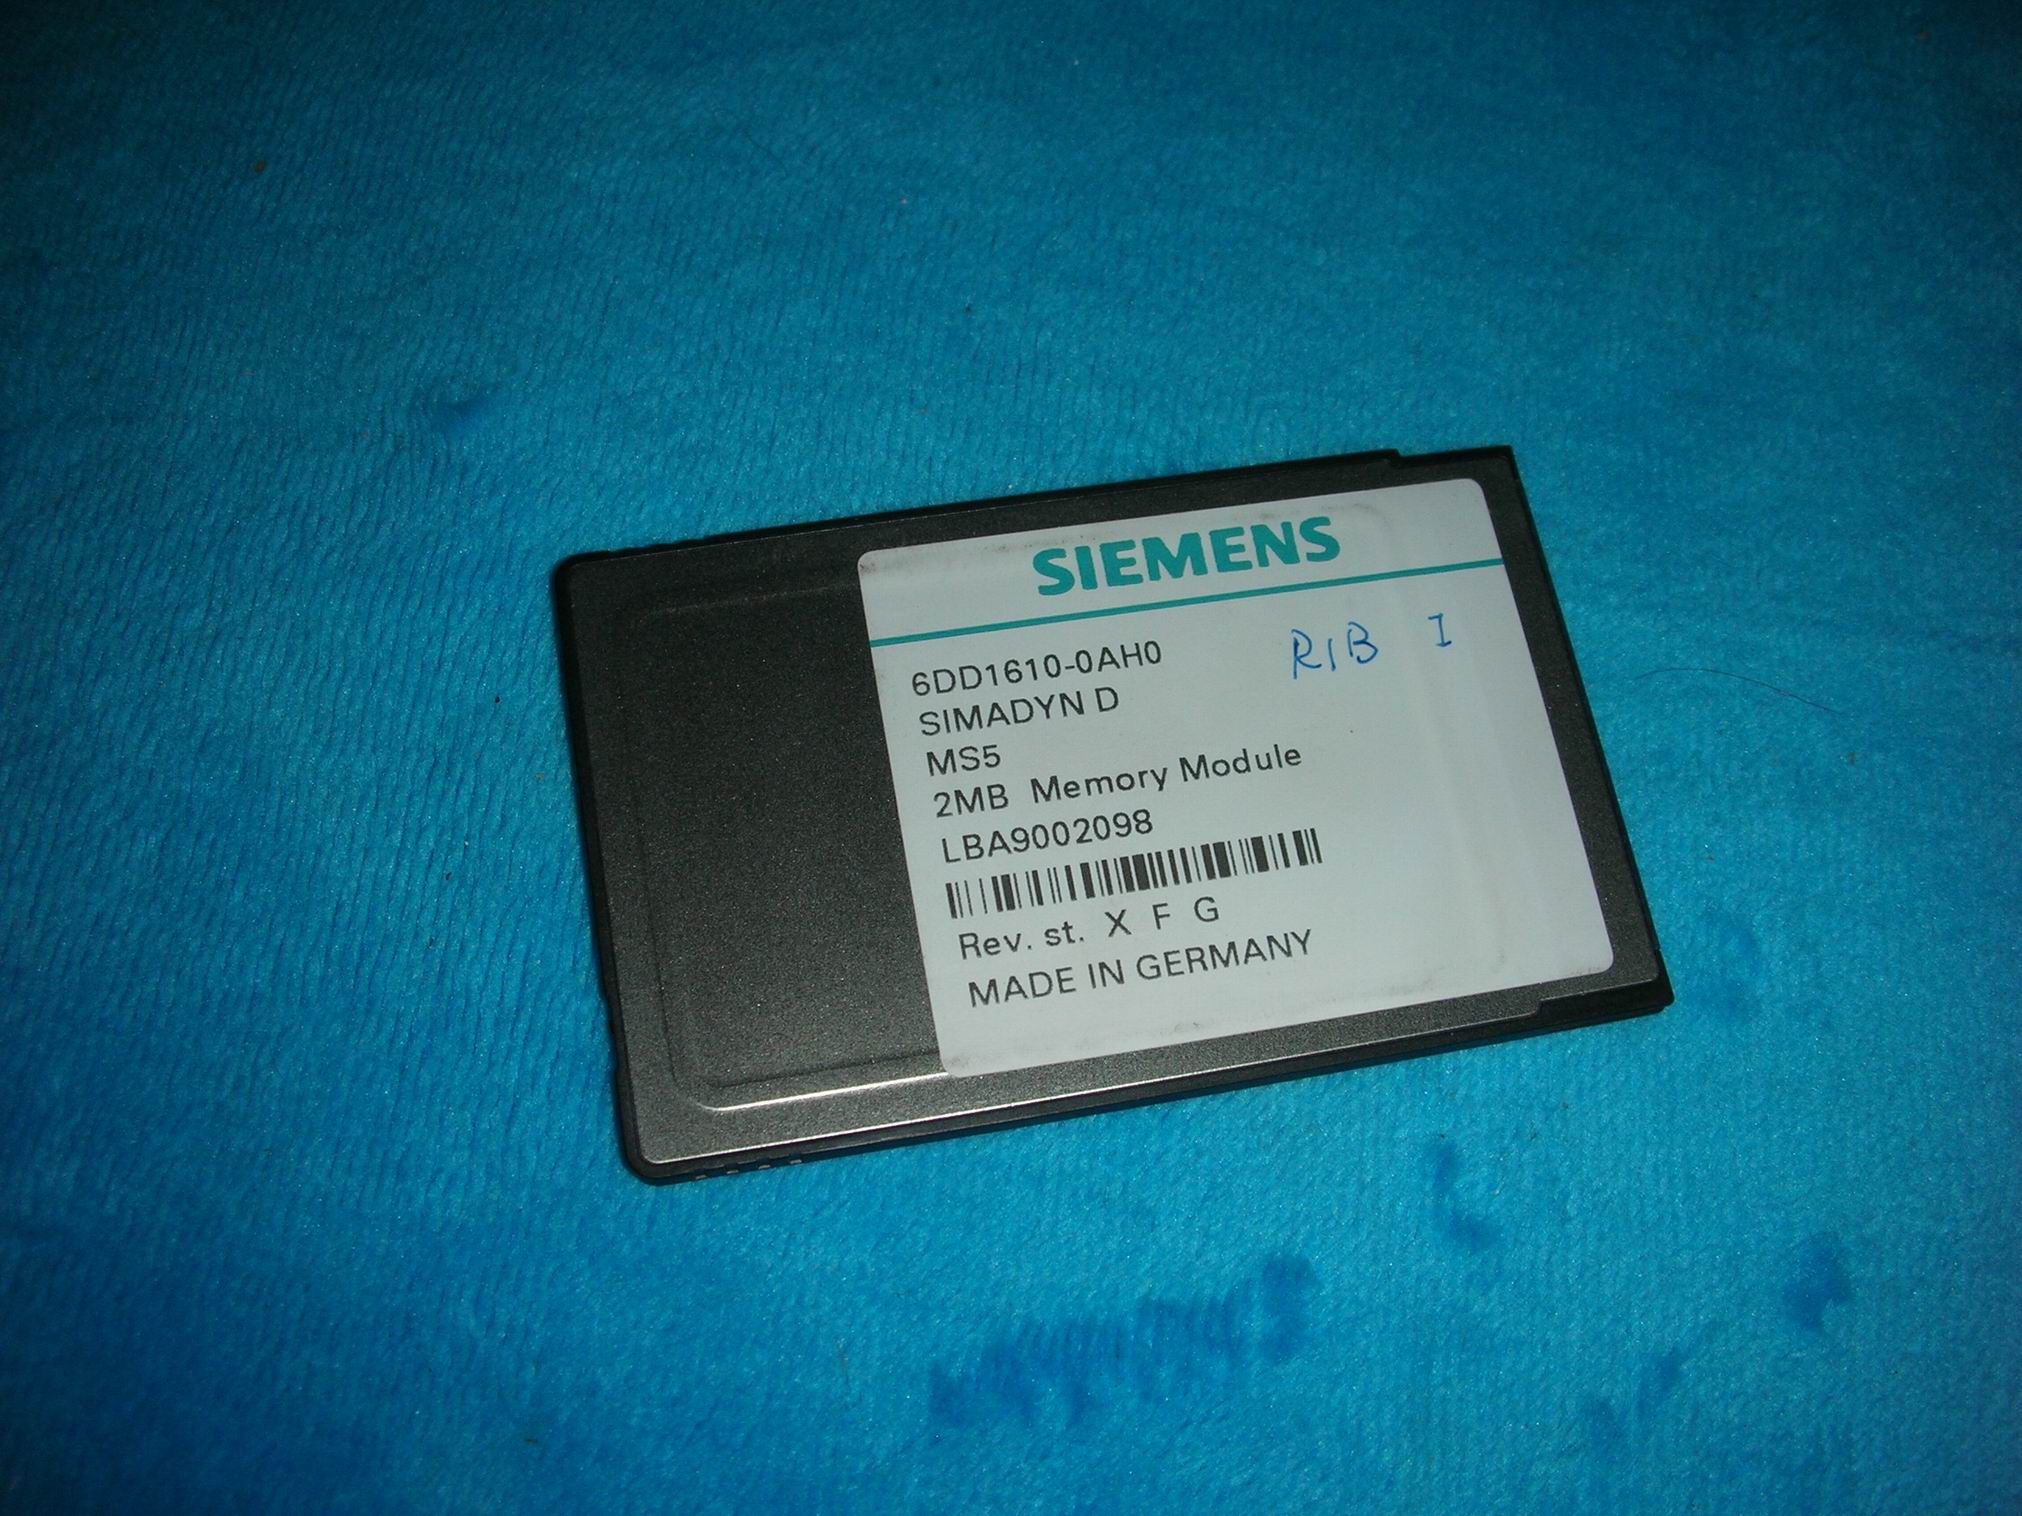 SIEMENS
6DD1610-0AH0 R1B I
SIMADYN D
MS5
2MB Memory Module
LBA9002098
Rev. st. X F G
MADE IN GERMANY